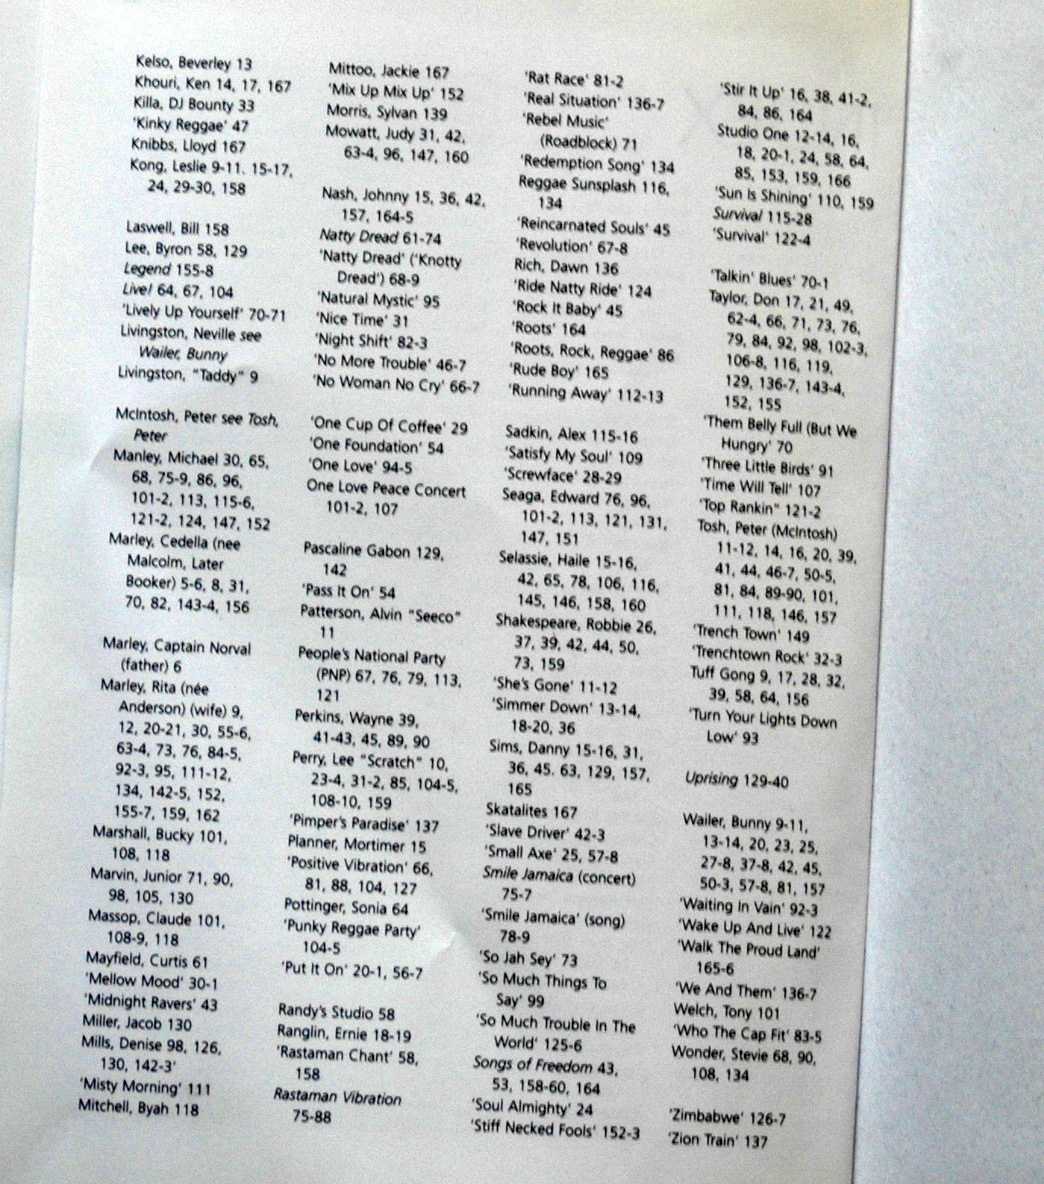 Kelso, Beverley 13
Khouri, Ken 14, 17, 167
Killa, DJ Bounty 33
'Kinky Reggae' 47
Knibbs, Lloyd 167
Kong, Leslie 9-11. 15-17,
24, 29-30, 158
Laswell, Bill 158
Lee, Byron 58, 129
Legend 155-8
Live! 64, 67, 104
'Lively Up Yourself' 70-71
Livingston, Neville see
Wailer, Bunny
Livingston, "Taddy" 9
McIntosh, Peter see Tosh,
Peter
Manley, Michael 30, 65,
68, 75-9, 86, 96,
101-2, 113, 115-6,
121-2, 124, 147, 152
Marley, Cedella (nee
Malcolm, Later
Booker) 5-6, 8, 31,
70, 82, 143-4, 156
Marley, Captain Norval
(father) 6
Marley, Rita (née
Anderson) (wife) 9,
12, 20-21, 30, 55-6,
63-4, 73, 76, 84-5,
92-3, 95, 111-12,
134, 142-5, 152,
155-7, 159, 162
Marshall, Bucky 101,
108, 118
Marvin, Junior 71, 90,
98, 105, 130
Massop, Claude 101,
108-9, 118
Mayfield, Curtis 61
'Mellow Mood' 30-1
'Midnight Ravers' 43
Miller, Jacob 130
Mills, Denise 98, 126,
130, 142-3'
'Misty Morning' 111
Mitchell, Byah 118
Mittoo, Jackie 167
'Mix Up Mix Up' 152
Morris, Sylvan 139
Mowatt, Judy 31, 42,
63-4, 96, 147, 160
Nash, Johnny 15, 36, 42,
157, 164-5
Natty Dread 61-74
'Natty Dread' ('Knotty
Dread') 68-9
'Natural Mystic' 95
'Nice Time' 31
'Night Shift' 82-3
'No More Trouble' 46-7
'No Woman No Cry' 66-7
'One Cup Of Coffee' 29
'One Foundation' 54
'One Love' 94-5
One Love Peace Concert
101-2, 107
Pascaline Gabon 129,
142
'Pass It On' 54
Patterson, Alvin "Seeco"
11
People's National Party
(PNP) 67, 76, 79, 113,
121
Perkins, Wayne 39,
41-43, 45, 89, 90
Perry, Lee "Scratch" 10,
23-4, 31-2, 85, 104-5,
108-10, 159
'Pimper's Paradise' 137
Planner, Mortimer 15
'Positive Vibration' 66,
81, 88, 104, 127
Pottinger, Sonia 64
'Punky Reggae Party'
104-5
'Put It On' 20-1, 56-7
Randy's Studio 58
Ranglin, Ernie 18-19
'Rastaman Chant' 58,
158
Rastaman Vibration
75-88
'Rat Race' 81-2
'Real Situation' 136-7
'Rebel Music'
(Roadblock) 71
'Redemption Song' 134
Reggae Sunsplash 116,
134
'Reincarnated Souls' 45
'Revolution' 67-8
Rich, Dawn 136
'Ride Natty Ride' 124
'Rock It Baby' 45
'Roots' 164
'Roots, Rock, Reggae' 86
'Rude Boy' 165
'Running Away' 112-13
Sadkin, Alex 115-16
'Satisfy My Soul' 109
'Screwface' 28-29
Seaga, Edward 76, 96,
101-2, 113, 121, 131,
147, 151
Selassie, Haile 15-16,
42, 65, 78, 106, 116,
145, 146, 158, 160
Shakespeare, Robbie 26,
37, 39, 42, 44, 50,
73, 159
'She's Gone' 11-12
'Simmer Down' 13-14,
18-20, 36
Sims, Danny 15-16, 31,
36, 45. 63, 129, 157,
165
Skatalites 167
'Slave Driver' 42-3
'Small Axe' 25, 57-8
Smile Jamaica (concert)
75-7
'Smile Jamaica' (song)
78-9
'So Jah Sey' 73
'So Much Things To
Say' 99
'So Much Trouble In The
World' 125-6
Songs of Freedom 43,
53, 158-60, 164
'Soul Almighty' 24
'Stiff Necked Fools' 152-3
'Stir It Up' 16, 38, 41-2,
84, 86, 164
Studio One 12-14, 16,
18, 20-1, 24, 58, 64,
85, 153, 159, 166
'Sun Is Shining' 110, 159
Survival 115-28
'Survival' 122-4
'Talkin' Blues' 70-1
Taylor, Don 17, 21, 49,
62-4, 66, 71, 73, 76,
79, 84, 92, 98, 102-3,
106-8, 116, 119,
129, 136-7, 143-4,
152, 155
'Them Belly Full (But We
Hungry' 70
'Three Little Birds' 91
'Time Will Tell' 107
'Top Rankin" 121-2
Tosh, Peter (McIntosh)
11-12, 14, 16, 20, 39,
41, 44, 46-7, 50-5,
81, 84, 89-90, 101,
111, 118, 146, 157
'Trench Town' 149
'Trenchtown Rock' 32-3
Tuff Gong 9, 17, 28, 32,
39, 58, 64, 156
'Turn Your Lights Down
Low' 93
Uprising 129-40
Wailer, Bunny 9-11,
13-14, 20, 23, 25,
27-8, 37-8, 42, 45,
50-3, 57-8, 81, 157
'Waiting In Vain' 92-3
'Wake Up And Live' 122
'Walk The Proud Land'
165-6
'We And Them' 136-7
Welch, Tony 101
'Who The Cap Fit' 83-5
Wonder, Stevie 68, 90,
108, 134
'Zimbabwe' 126-7
'Zion Train' 137